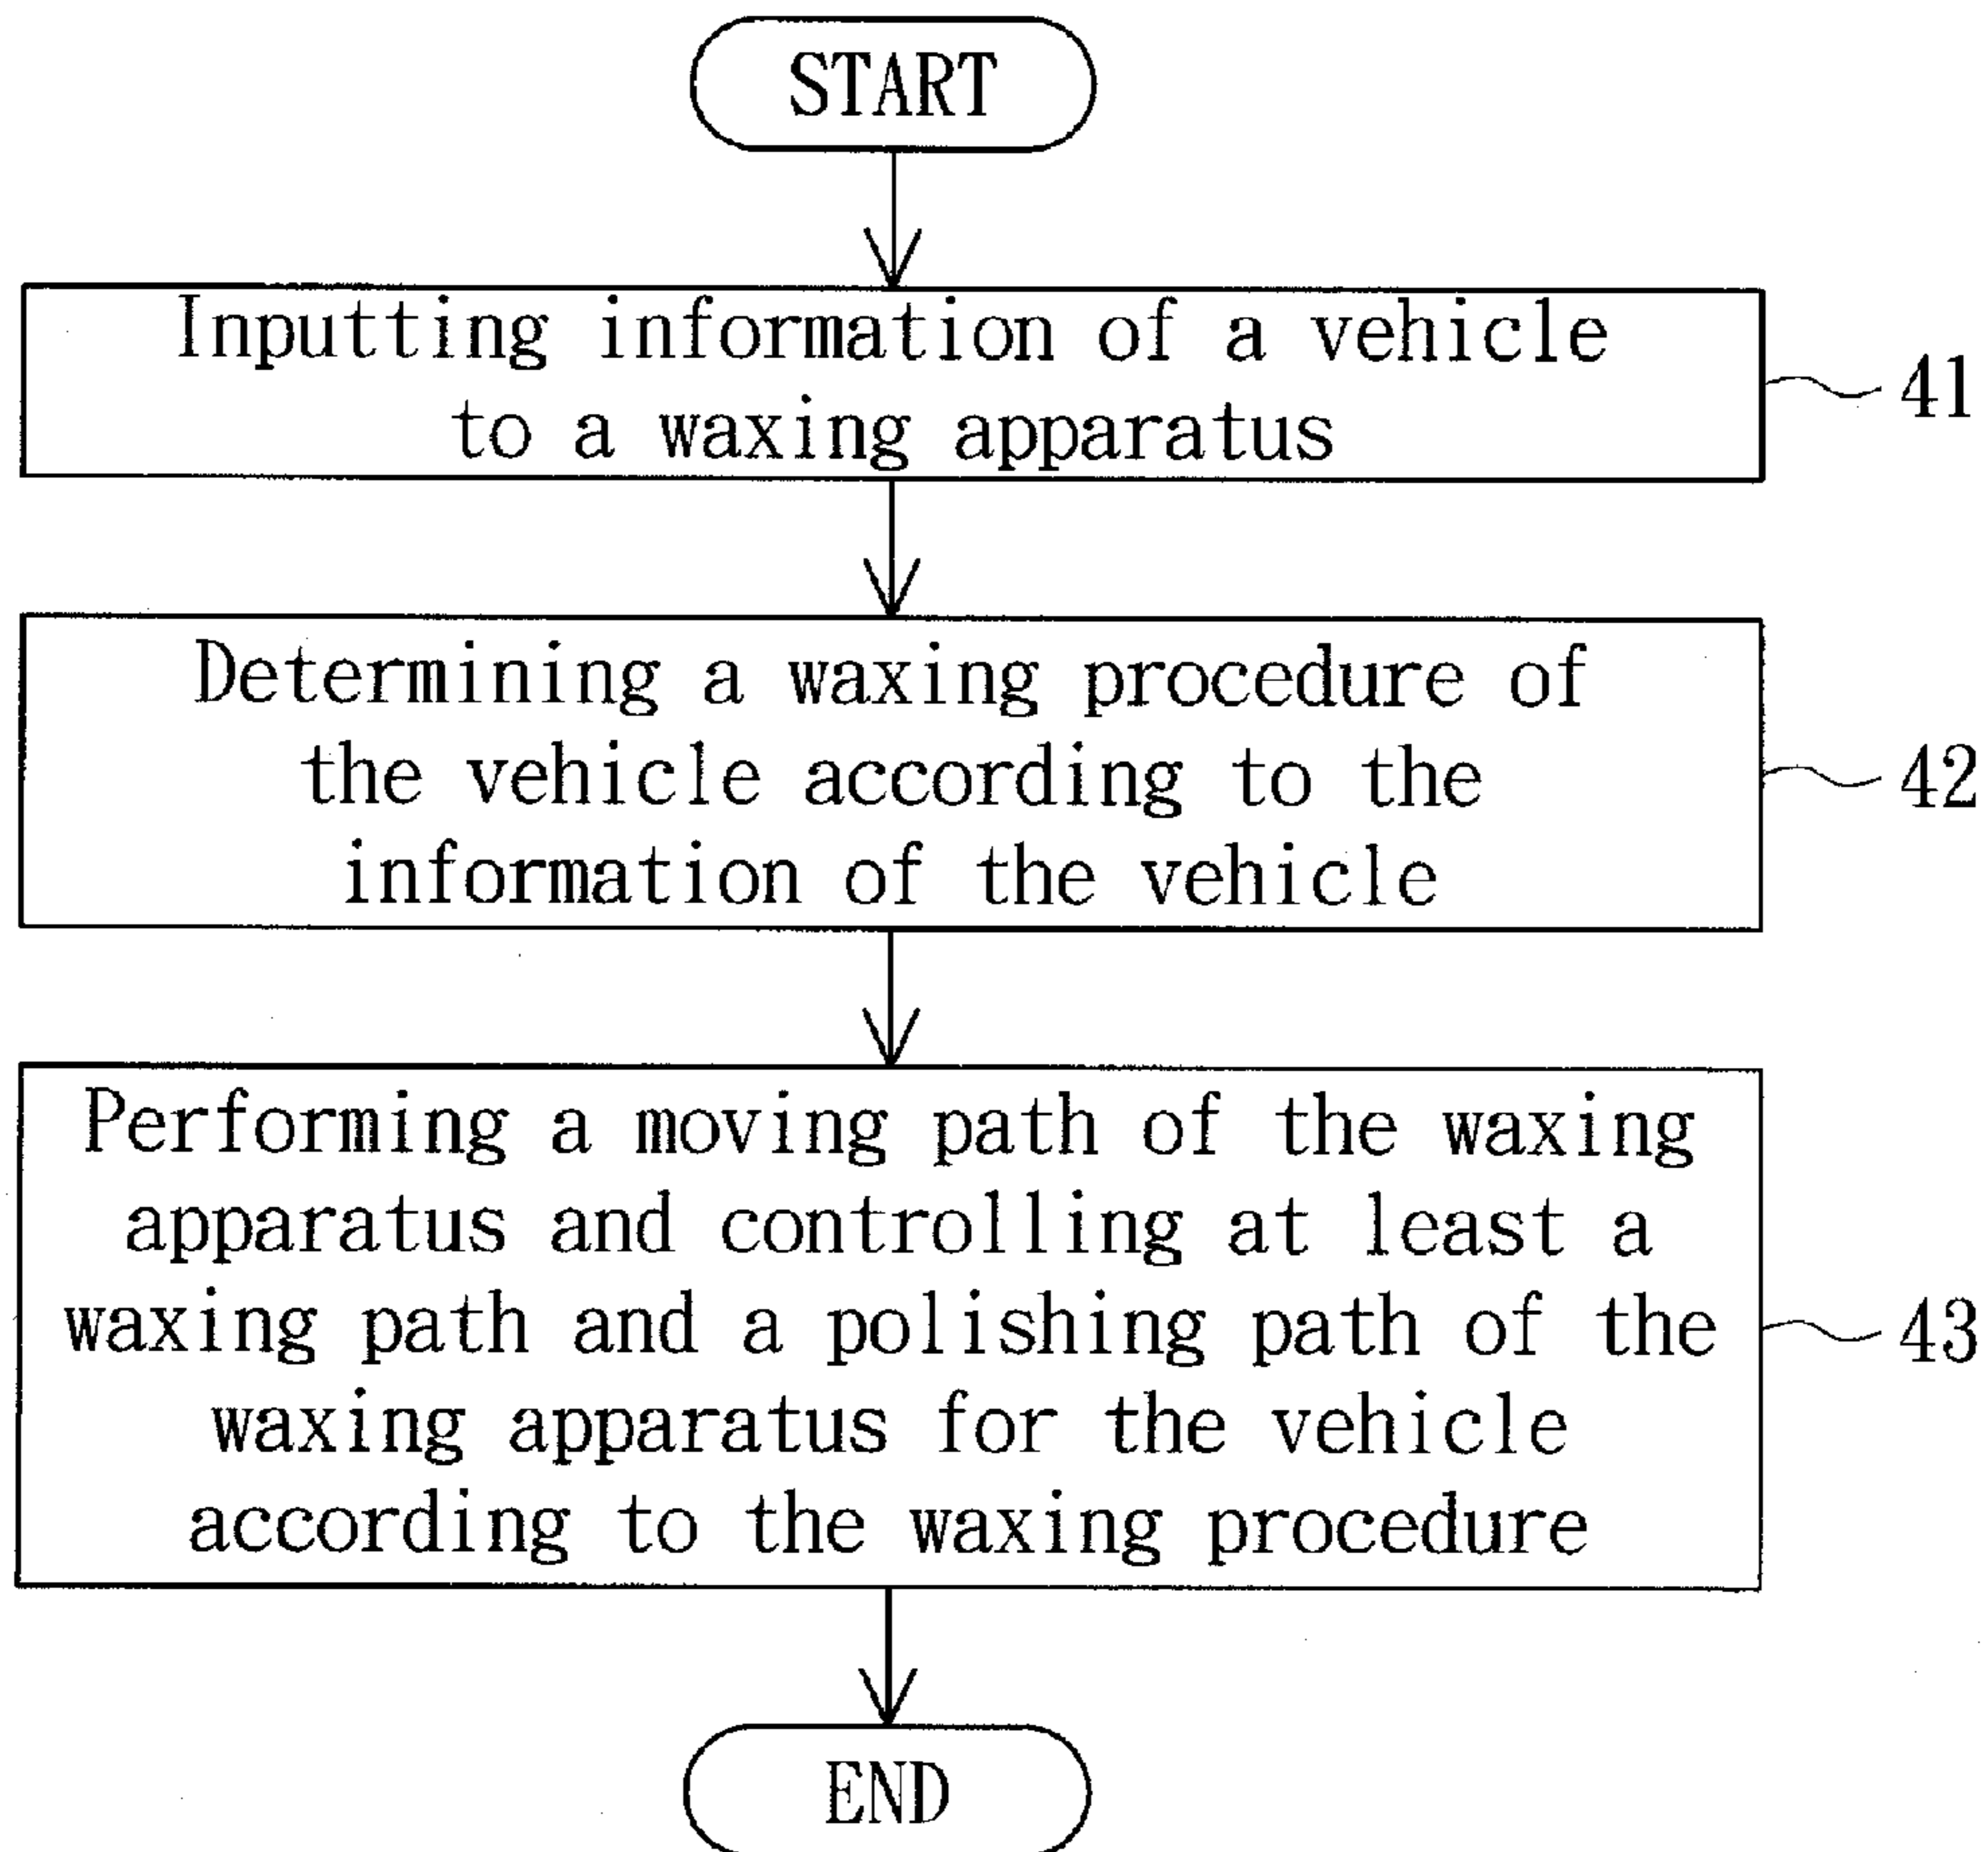 START
Inputting information of a vehicle
to a waxing apparatus
41
Determining a waxing procedure of
the vehicle according to the
information of the vehicle
42
Performing a moving path of the waxing
apparatus and controlling at least a
waxing path and a polishing path of the
waxing apparatus for the vehicle
according to the waxing procedure
43
END